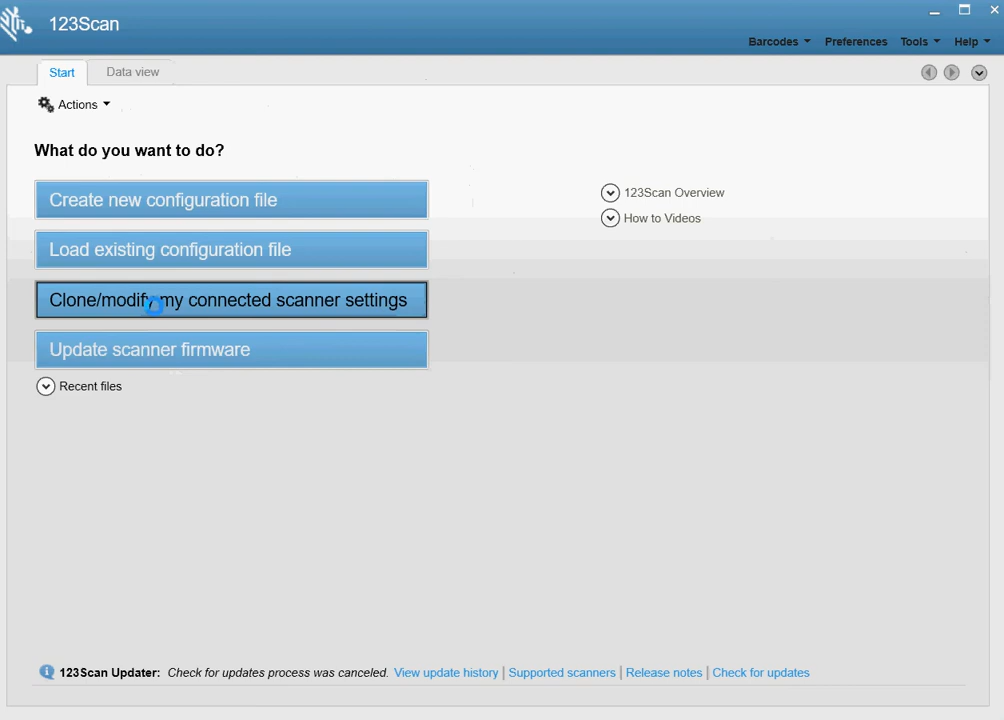 123Scan
Barcodes Preferences Tools Help
Start Data view
Actions
What do you want to do?
Create new configuration file
123Scan Overview
How to Videos
Load existing configuration file
Clone/modify my connected scanner settings
Update scanner firmware
Recent files
123Scan Updater: Check for updates process was canceled. View update history | Supported scanners | Release notes | Check for updates